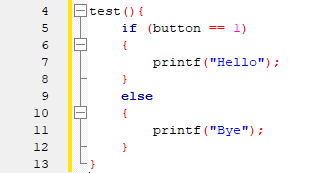 4 test(){
5 if (button == 1)
6 {
7 printf("Hello");
8 }
9 else
10 {
11 printf("Bye");
12 }
13 }